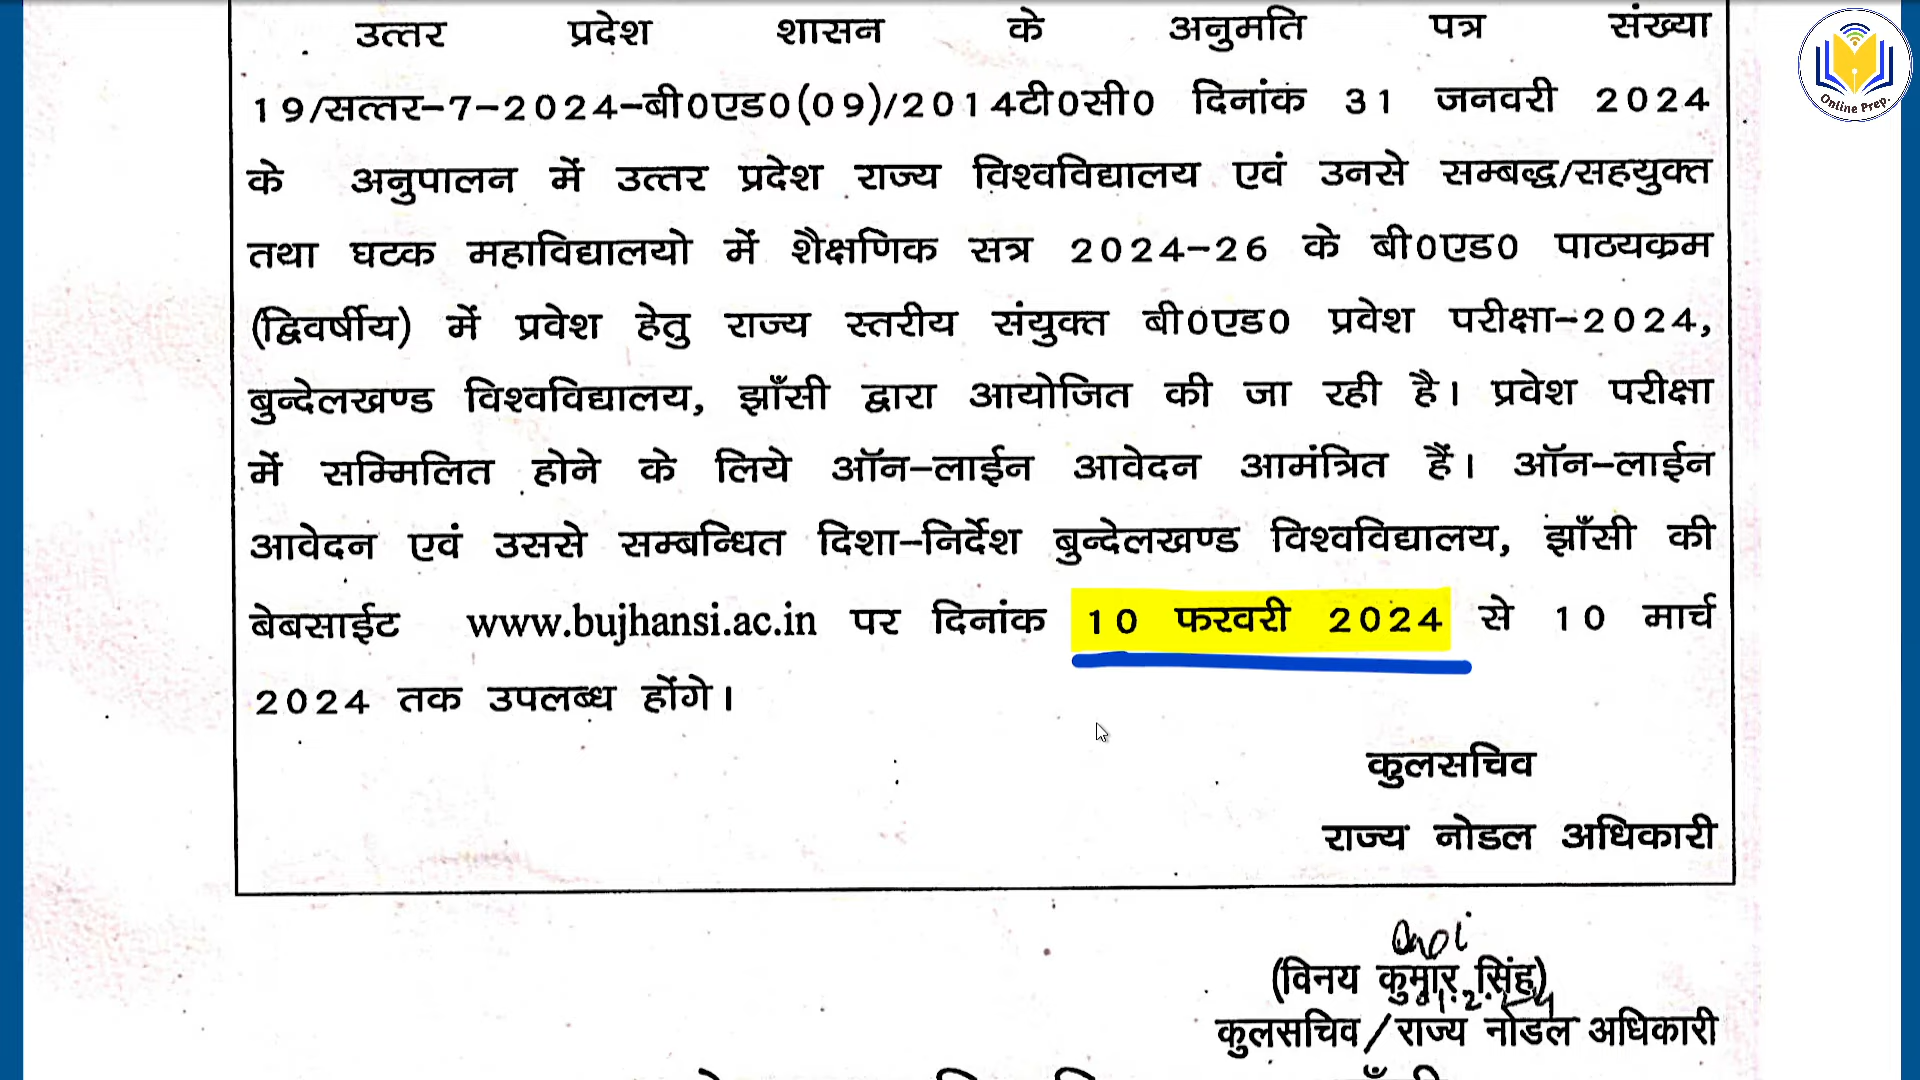 उत्तर प्रदेश शासन के अनुमति पत्र संख्या
19/सत्तर-7-2024-बी0एड0(09)/2014टी0सी0 दिनांक 31 जनवरी 2024
के अनुपालन में उत्तर प्रदेश राज्य विश्वविद्यालय एवं उनसे सम्बद्ध/सहयुक्त
तथा घटक महाविद्यालयो में शैक्षणिक सत्र 2024-26 के बी0एड0 पाठ्यक्रम
(द्विवर्षीय) में प्रवेश हेतु राज्य स्तरीय संयुक्त बी0एड0 प्रवेश परीक्षा-2024,
बुन्देलखण्ड विश्वविद्यालय, झाँसी द्वारा आयोजित की जा रही है। प्रवेश परीक्षा
में सम्मिलित होने के लिये ऑन-लाईन आवेदन आमंत्रित हैं। ऑन-लाईन
आवेदन एवं उससे सम्बन्धित दिशा-निर्देश बुन्देलखण्ड विश्वविद्यालय, झाँसी की
बेबसाईट www.bujhansi.ac.in पर दिनांक 10 फरवरी 2024 से 10 मार्च
2024 तक उपलब्ध होंगे।
कुलसचिव
राज्य नोडल अधिकारी
(विनय कुमार सिंह)
कुलसचिव/राज्य नोडल अधिकारी
Online Prep.